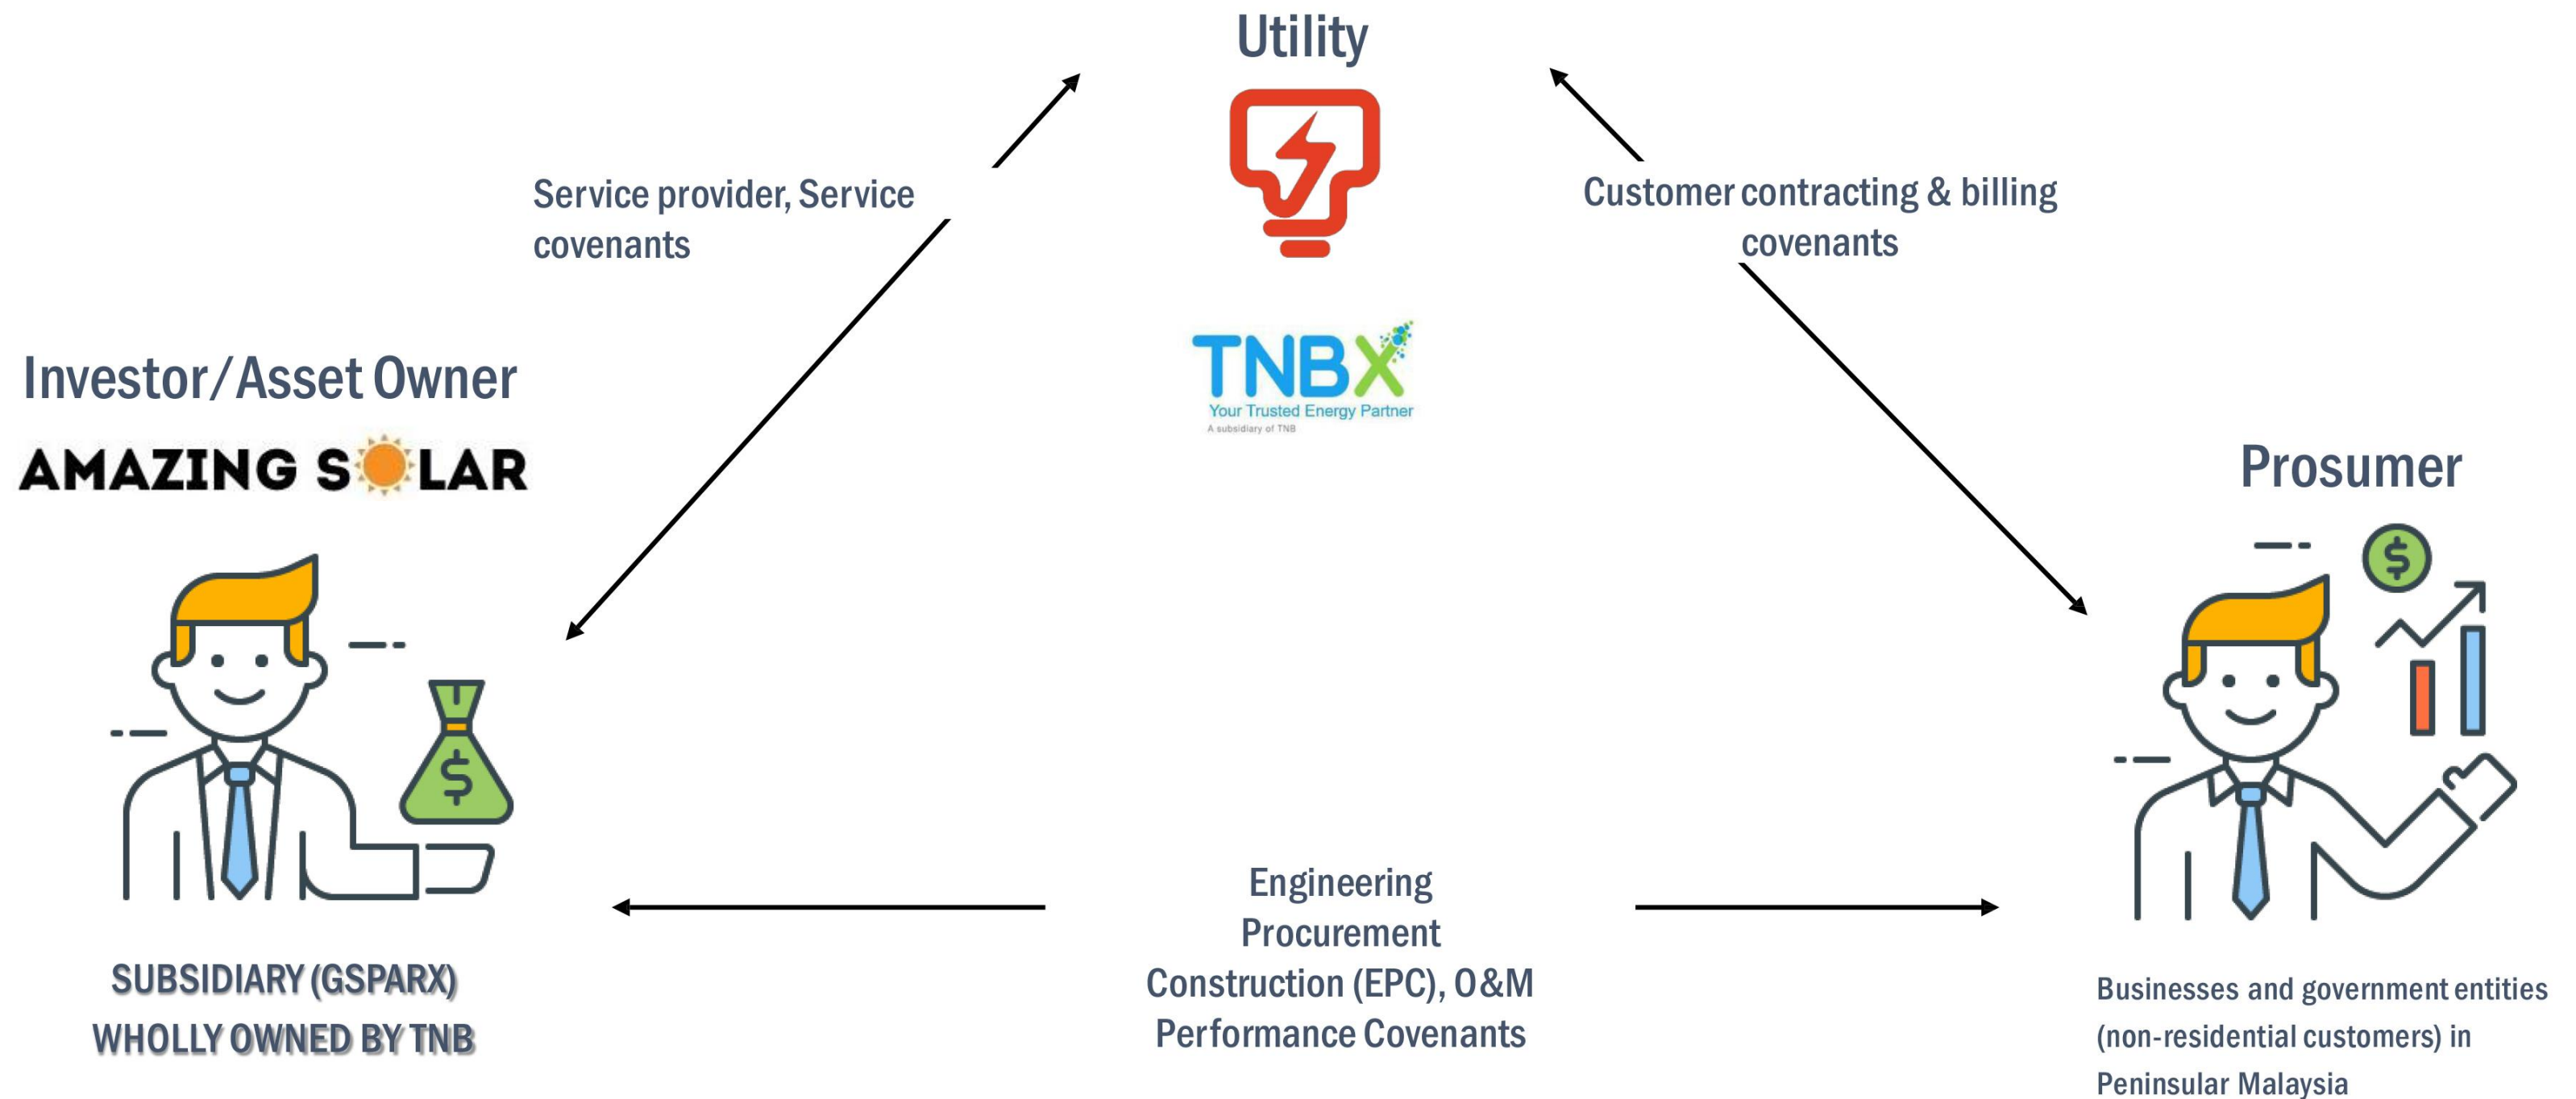 Utility
Service provider, Service
covenants
Customer contracting & billing
covenants
TNBX
Your Trusted Energy Partner
A subsidiary of TNB
Investor/Asset Owner
AMAZING SOLAR
Prosumer
$
$
Engineering
Procurement
Construction (EPC), O&M
Performance Covenants
SUBSIDIARY (GSPARX)
WHOLLY OWNED BY TNB
Businesses and government entities
(non-residential customers) in
Peninsular Malaysia